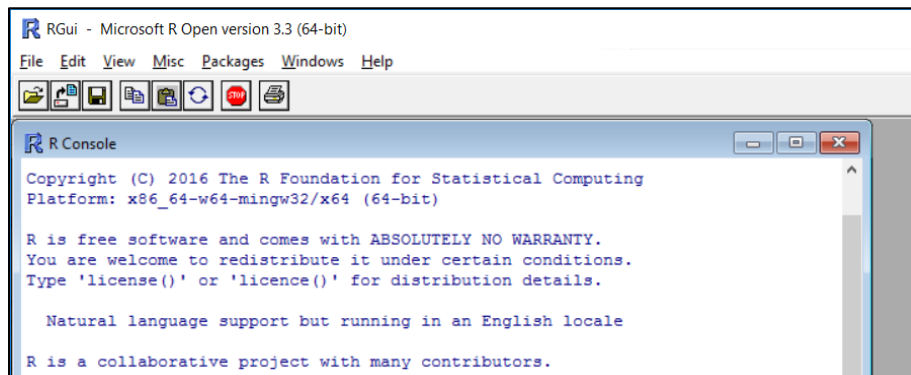 RGui - Microsoft R Open version 3.3 (64-bit)
File Edit View Misc Packages Windows Help
STOP
R Console
Copyright (C) 2016 The R Foundation for Statistical Computing
Platform: x86_64-w64-mingw32/x64 (64-bit)
R is free software and comes with ABSOLUTELY NO WARRANTY.
You are welcome to redistribute it under certain conditions.
Type 'license()' or 'licence()' for distribution details.
Natural language support but running in an English locale
R is a collaborative project with many contributors.